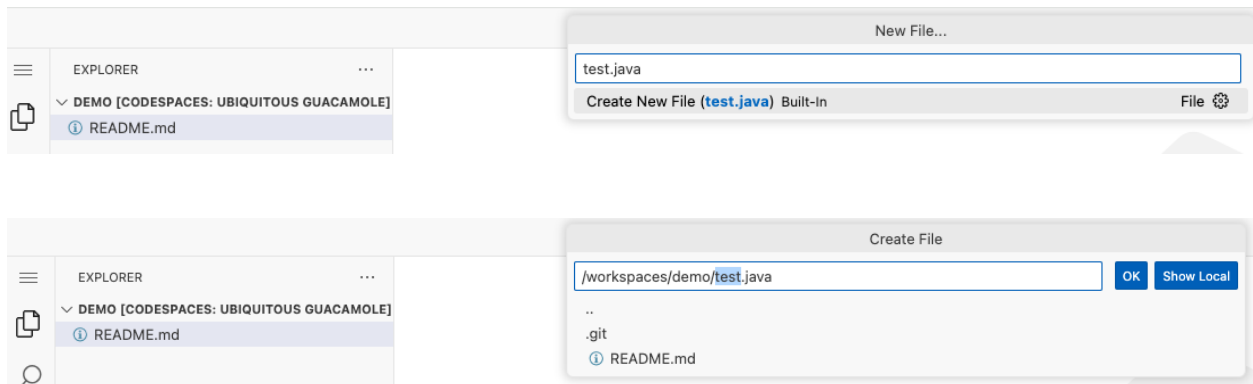 New File...
EXPLORER ...
test.java
DEMO [CODESPACES: UBIQUITOUS GUACAMOLE]
Create New File (test.java) Built-In File
README.md
Create File
EXPLORER ...
/workspaces/demo/test.java OK Show Local
DEMO [CODESPACES: UBIQUITOUS GUACAMOLE]
..
README.md
.git
README.md